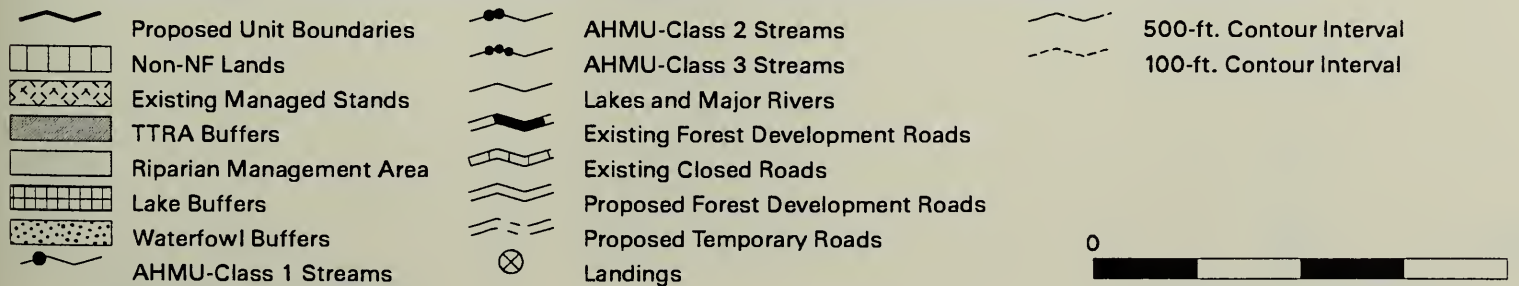 Proposed Unit Boundaries
Non-NF Lands
Existing Managed Stands
TTRA Buffers
Riparian Management Area
Lake Buffers
Waterfowl Buffers
AHMU-Class 1 Streams
AHMU-Class 2 Streams
AHMU-Class 3 Streams
Lakes and Major Rivers
Existing Forest Development Roads
Existing Closed Roads
Proposed Forest Development Roads
Proposed Temporary Roads
Landings
500-ft. Contour Interval
100-ft. Contour Interval
0